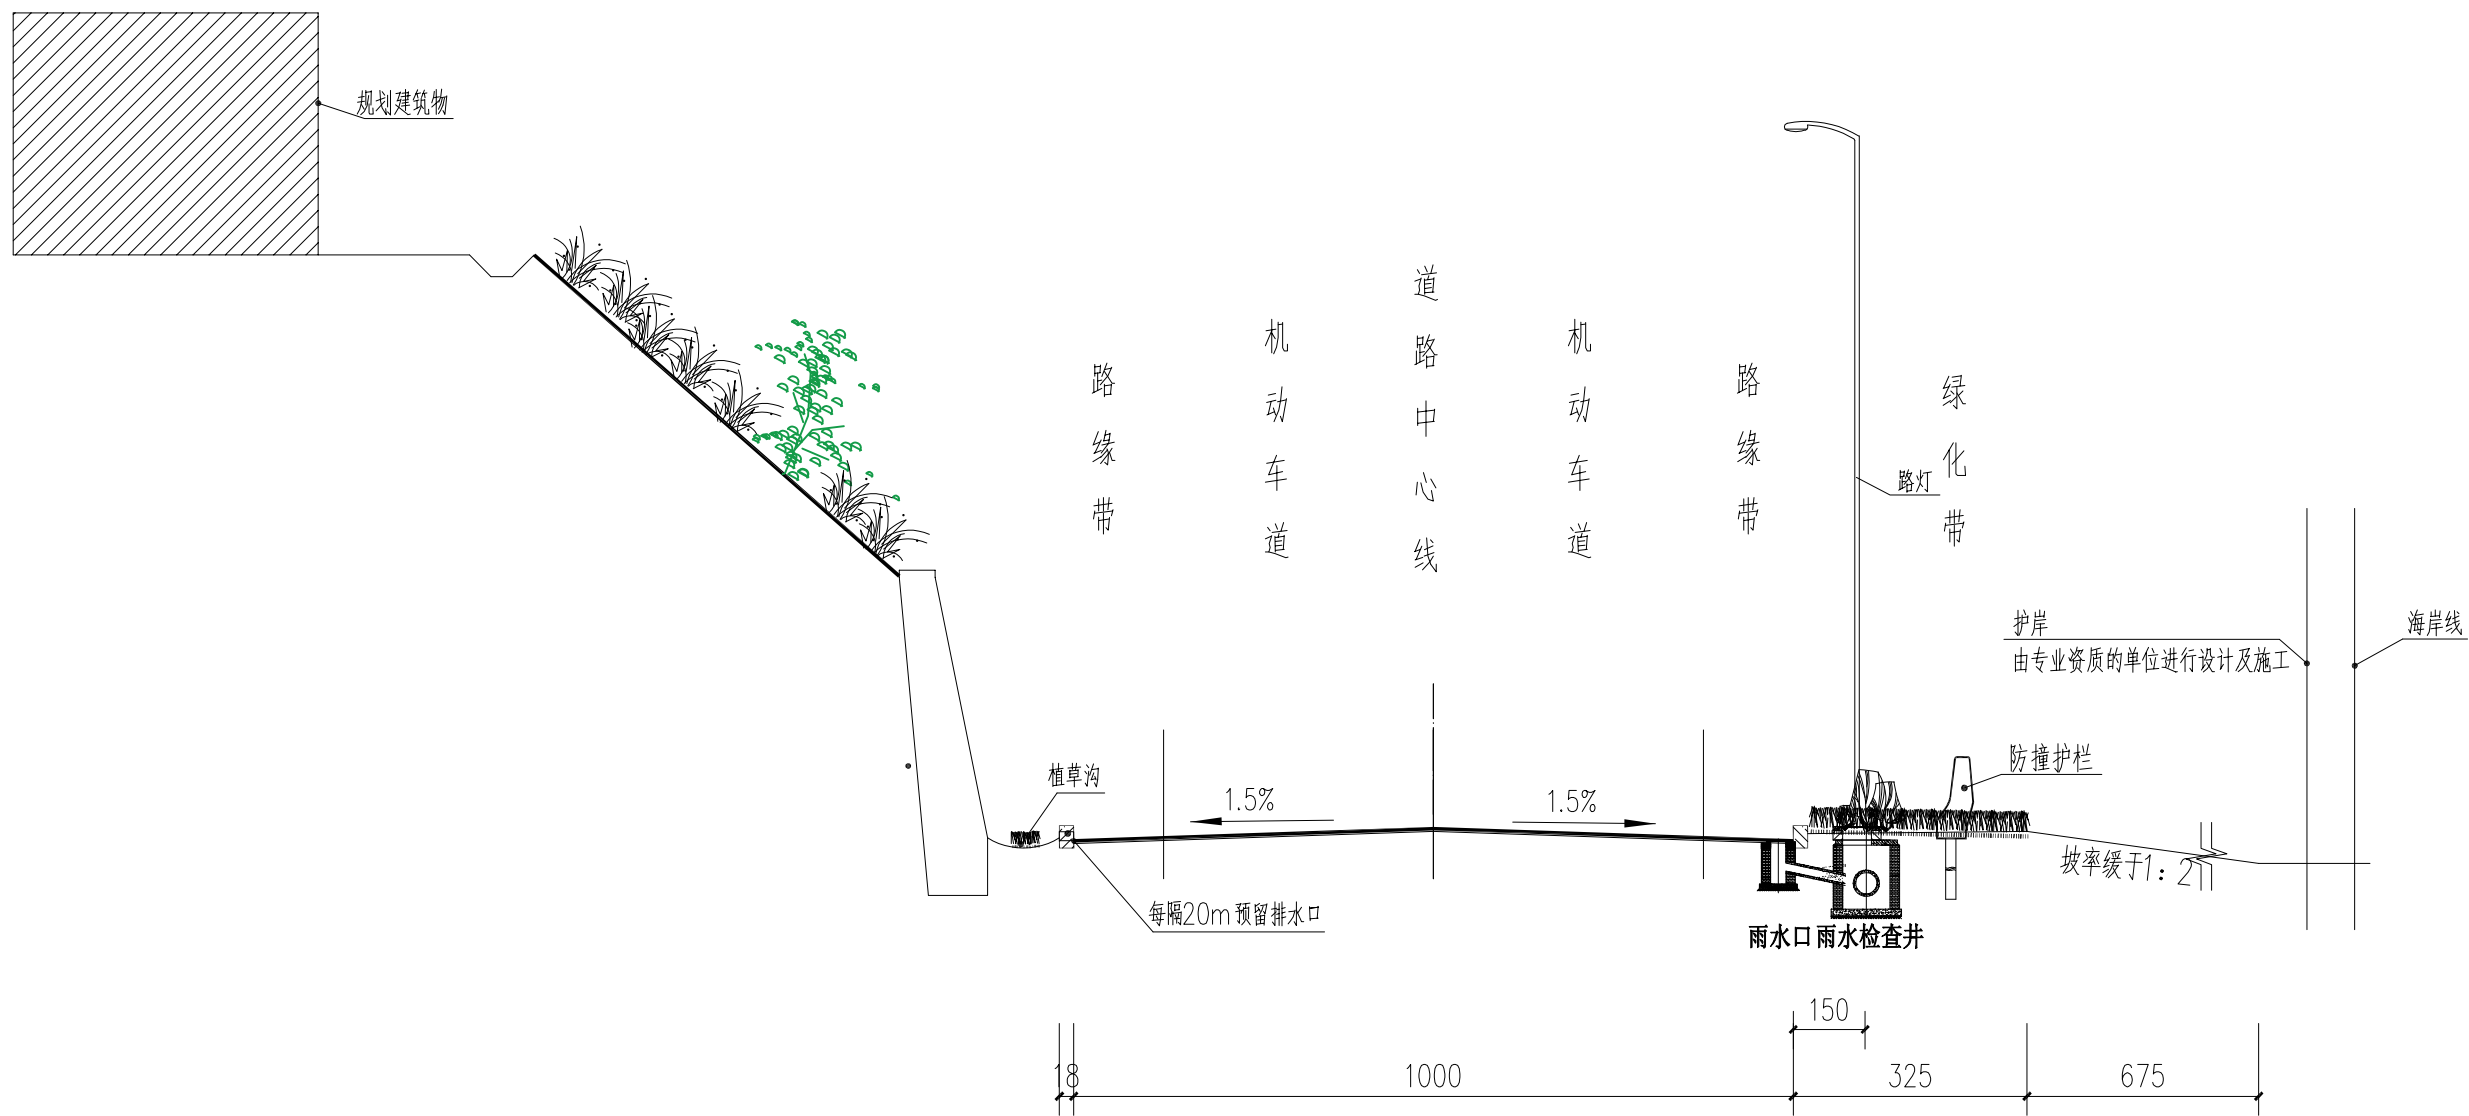 规划建筑物
道路中心线
机动车道
机动车道
路缘带
路缘带
绿化带
路灯
护岸
由专业资质的单位进行设计及施工
海岸线
防撞护栏
植草沟
1.5%
1.5%
坡率缓于1：2
每隔20m预留排水口
雨水口 雨水检查井
150
18
1000
325
675